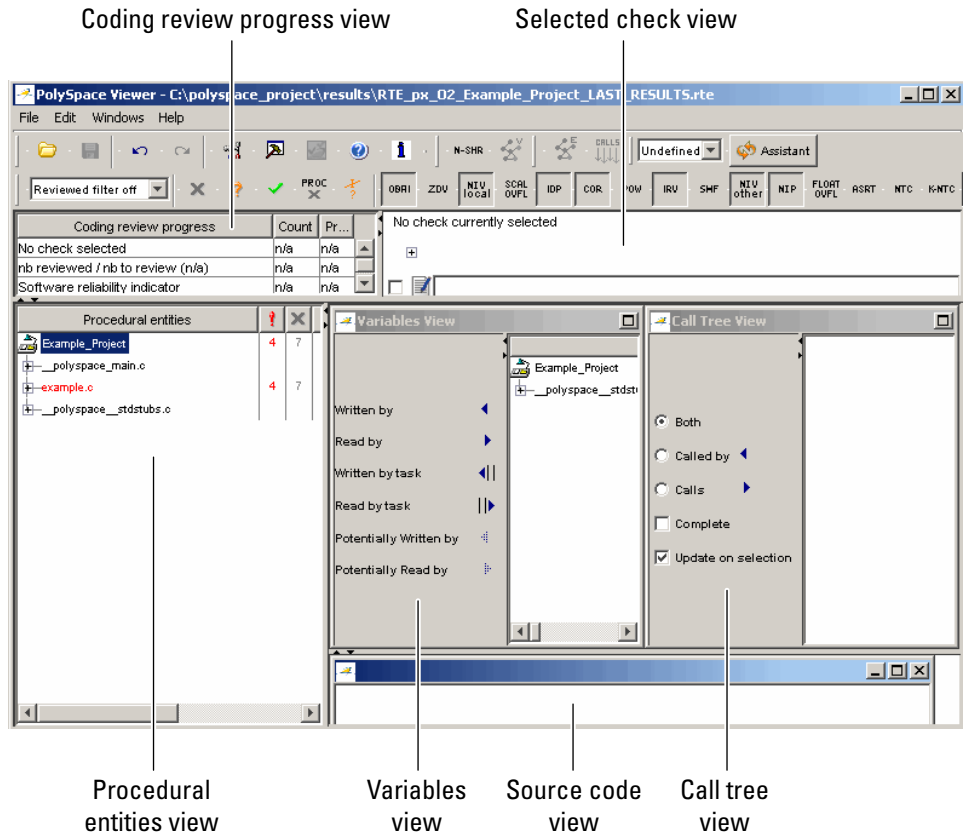 Coding review progress view
Selected check view
PolySpace Viewer - C:\polyspace_project\results\RTE_px_O2_Example_Project_LAST_RESULTS.rte
File Edit Windows Help
N-SHR V E CALLS Undefined Assistant
Reviewed filter off PROC OBAI ZDV NIV local SCAL OVFL IDP COR POW IRV SHF NIV other NIP FLOAT OVFL ASRT NTC K-NTC
Coding review progress Count Pr...
No check selected n/a n/a
nb reviewed / nb to review (n/a) n/a n/a
Software reliability indicator n/a n/a
No check currently selected
Procedural entities
Example_Project 4 7
__polyspace_main.c
example.c 4 7
__polyspace__stdstubs.c
Variables View
Written by
Read by
Written by task
Read by task
Potentially Written by
Potentially Read by
Example_Project
__polyspace__stdstu
Call Tree View
Both
Called by
Calls
Complete
Update on selection
Procedural
entities view
Variables
view
Source code
view
Call tree
view